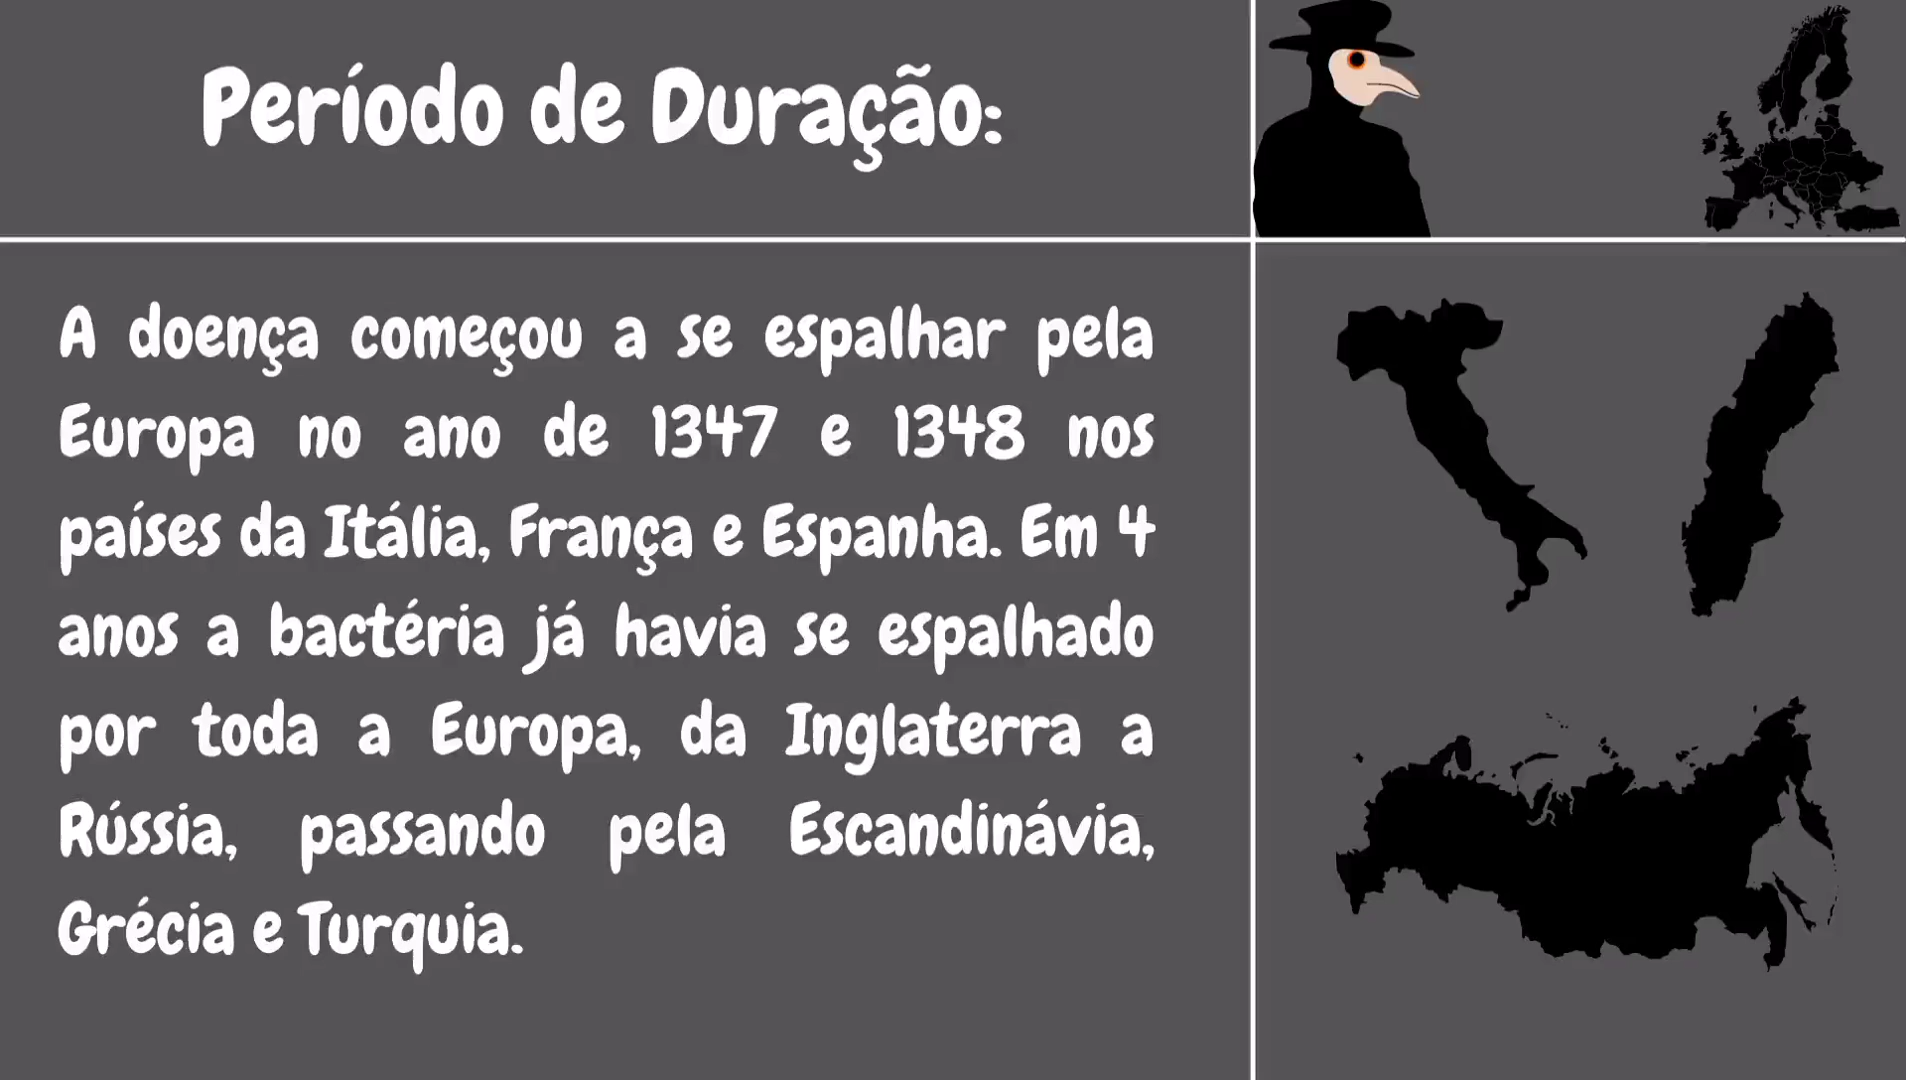 Período de Duração:
A doença começou a se espalhar pela
Europa no ano de 1347 e 1348 nos
países da Itália, França e Espanha. Em 4
anos a bactéria já havia se espalhado
por toda a Europa, da Inglaterra a
Rússia, passando pela Escandinávia,
Grécia e Turquia.